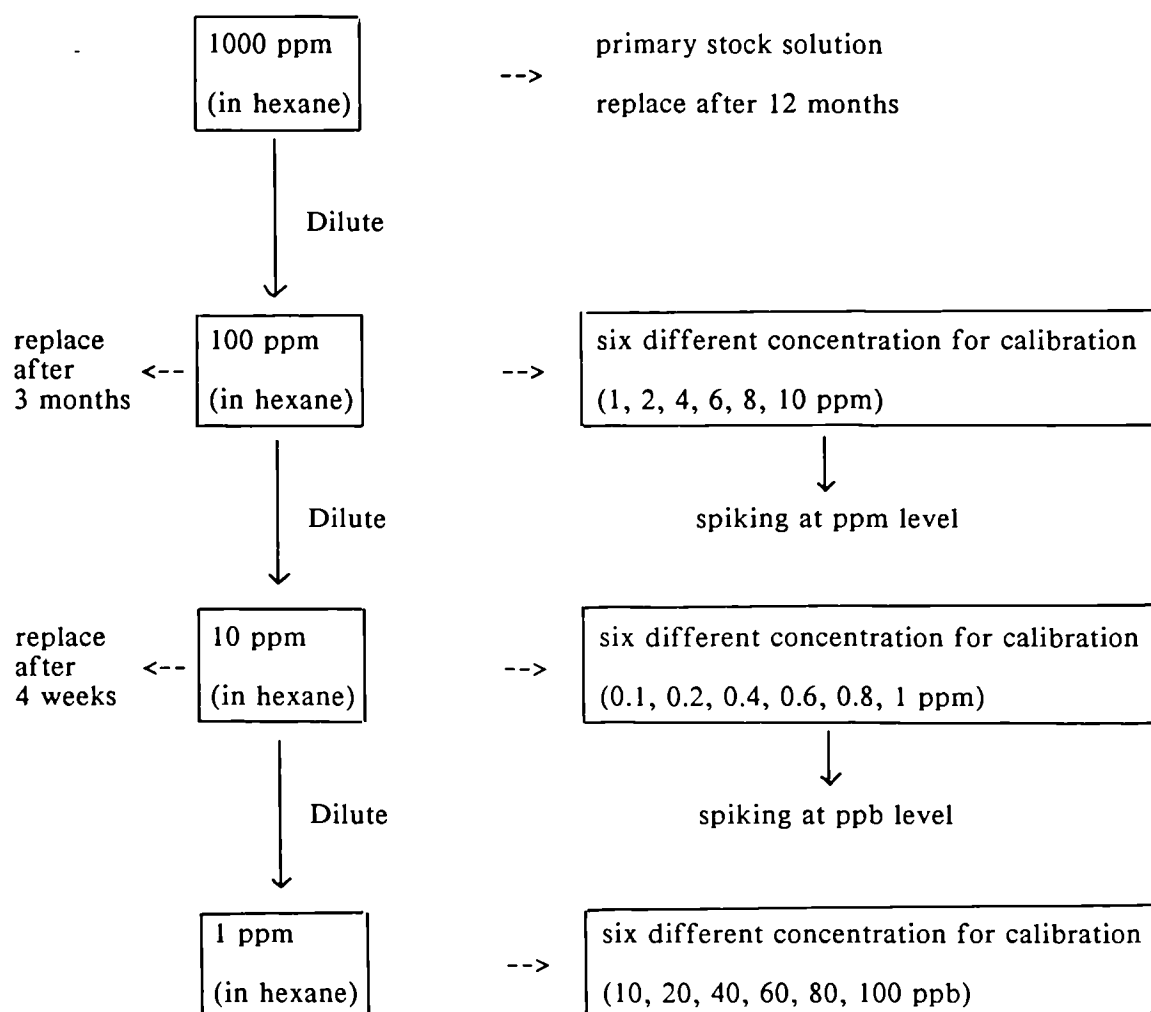 1000 ppm
(in hexane)
-->
primary stock solution
replace after 12 months
Dilute
replace
after
3 months
<--
100 ppm
(in hexane)
-->
six different concentration for calibration
(1, 2, 4, 6, 8, 10 ppm)
Dilute
spiking at ppm level
replace
after
4 weeks
<--
10 ppm
(in hexane)
-->
six different concentration for calibration
(0.1, 0.2, 0.4, 0.6, 0.8, 1 ppm)
Dilute
spiking at ppb level
1 ppm
(in hexane)
-->
six different concentration for calibration
(10, 20, 40, 60, 80, 100 ppb)